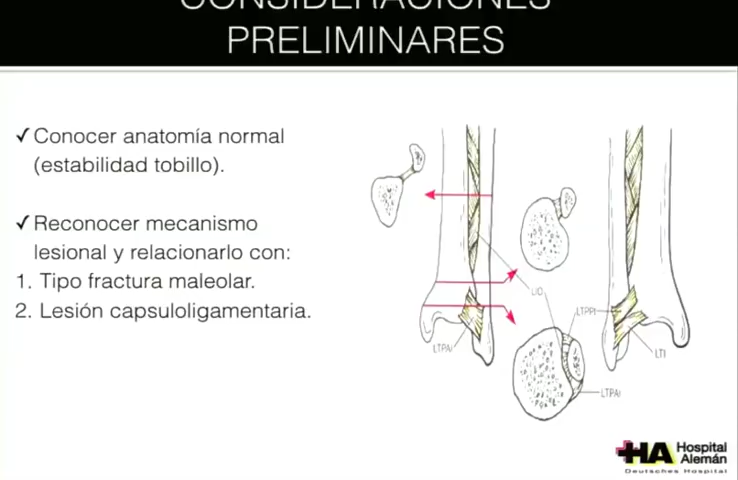 CONSIDERACIONES
PRELIMINARES
✓ Conocer anatomía normal
(estabilidad tobillo).
✓ Reconocer mecanismo
lesional y relacionarlo con:
1. Tipo fractura maleolar.
2. Lesión capsuloligamentaria.
LIO
LTPPI
LTPAI
LTI
LTPAI
HA Hospital
Alemán
Deutsches Hospital